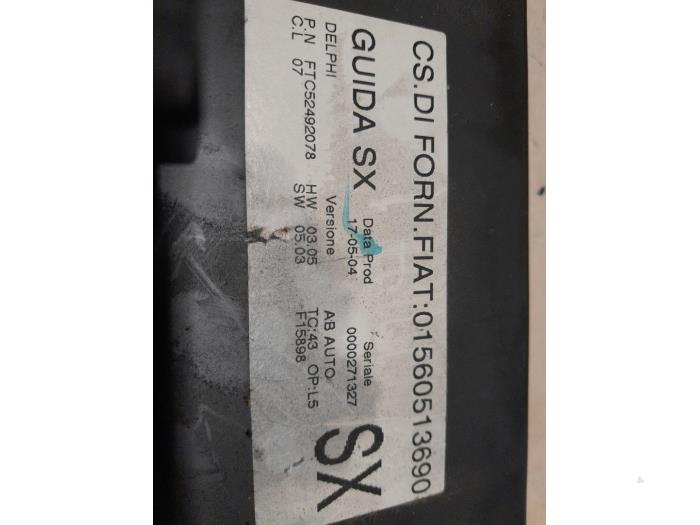 CS.DI FORN.FIAT:01560513690
GUIDA SX Data Prod Seriale
17-05-04 0000271327
DELPHI Versione AB AUTO SX
P.N FTC52492078 HW 03.05 TC:43 OP:L5
C.L 07 SW 05.03 F15898